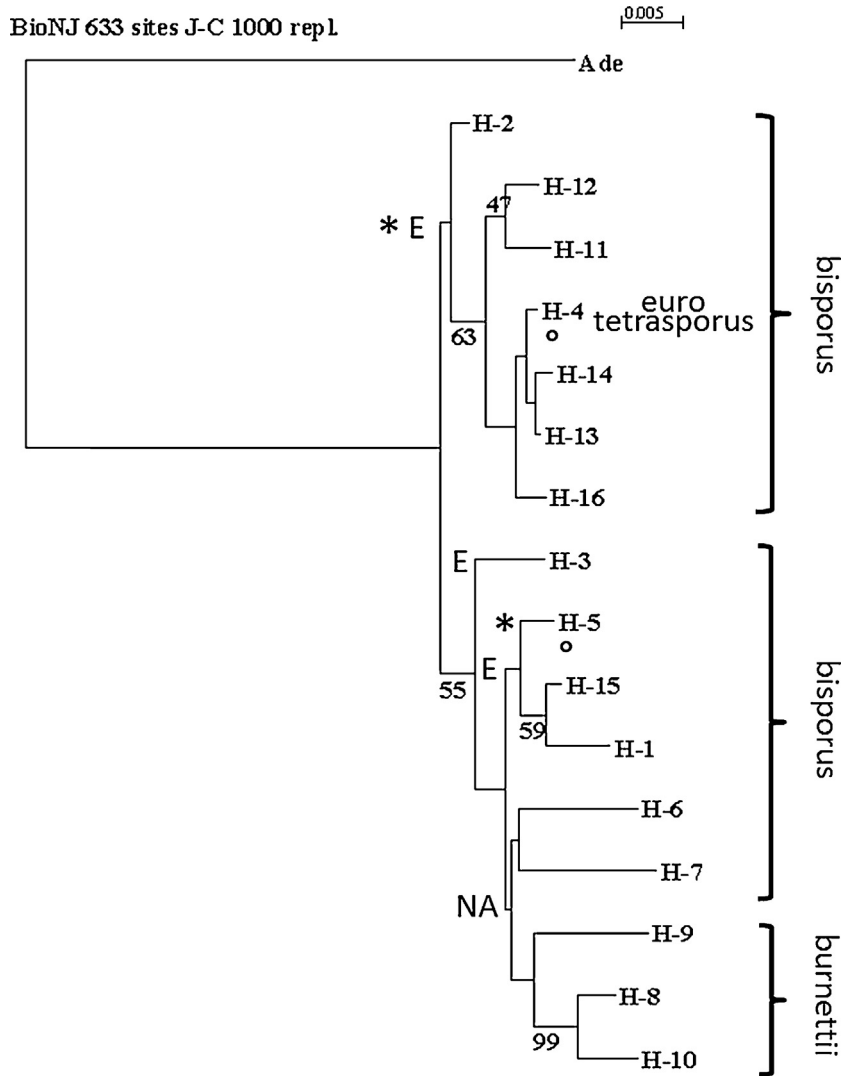 0.005
BioNJ 633 sites J-C 1000 repl.
A de
H-2
H-12
47
* E
H-11
euro
H-4 tetrasporus
63
H-14
H-13
H-16
bisporus
E H-3
* H-5
E
H-15
55
59
H-1
H-6
H-7
bisporus
NA
H-9
H-8
99
H-10
burnettii